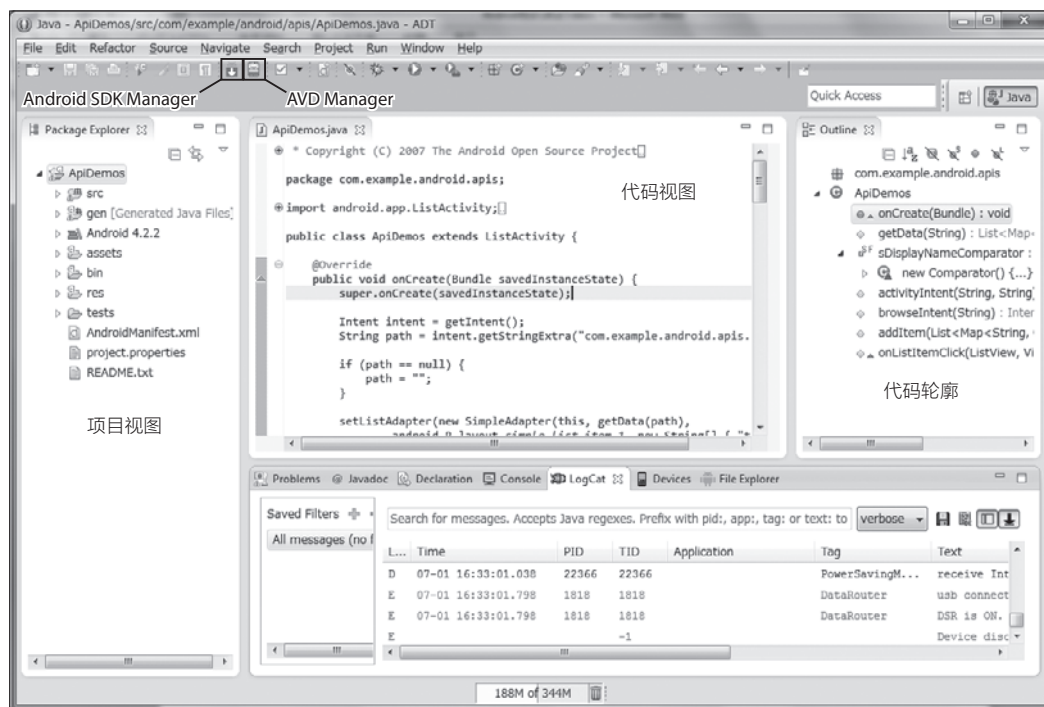 Java - ApiDemos/src/com/example/android/apis/ApiDemos.java - ADT
File Edit Refactor Source Navigate Search Project Run Window Help
Android SDK Manager
AVD Manager
Quick Access
Java
Package Explorer
ApiDemos
src
gen [Generated Java Files]
Android 4.2.2
assets
bin
res
tests
AndroidManifest.xml
project.properties
README.txt
项目视图
ApiDemos.java
* Copyright (C) 2007 The Android Open Source Project
package com.example.android.apis;
代码视图
import android.app.ListActivity;
public class ApiDemos extends ListActivity {
@Override
public void onCreate(Bundle savedInstanceState) {
super.onCreate(savedInstanceState);
Intent intent = getIntent();
String path = intent.getStringExtra("com.example.android.apis.
if (path == null) {
path = "";
}
setListAdapter(new SimpleAdapter(this, getData(path),
android.R.layout.simple_list_item_1, new String[] { "t
Outline
com.example.android.apis
ApiDemos
onCreate(Bundle) : void
getData(String) : List<Map<
sDisplayNameComparator :
new Comparator() {...}
activityIntent(String, String)
browseIntent(String) : Inter
addItem(List<Map<String,
onListItemClick(ListView, Vi
代码轮廓
Problems @ Javadoc Declaration Console LogCat Devices File Explorer
Saved Filters
All messages (no f
Search for messages. Accepts Java regexes. Prefix with pid:, app:, tag: or text: to
verbose
L... Time PID TID Application Tag Text
D 07-01 16:33:01.038 22366 22366 PowerSavingM... receive Int
E 07-01 16:33:01.798 1818 1818 DataRouter usb connect
E 07-01 16:33:01.798 1818 1818 DataRouter DSR is ON.
E -1 Device disc
188M of 344M